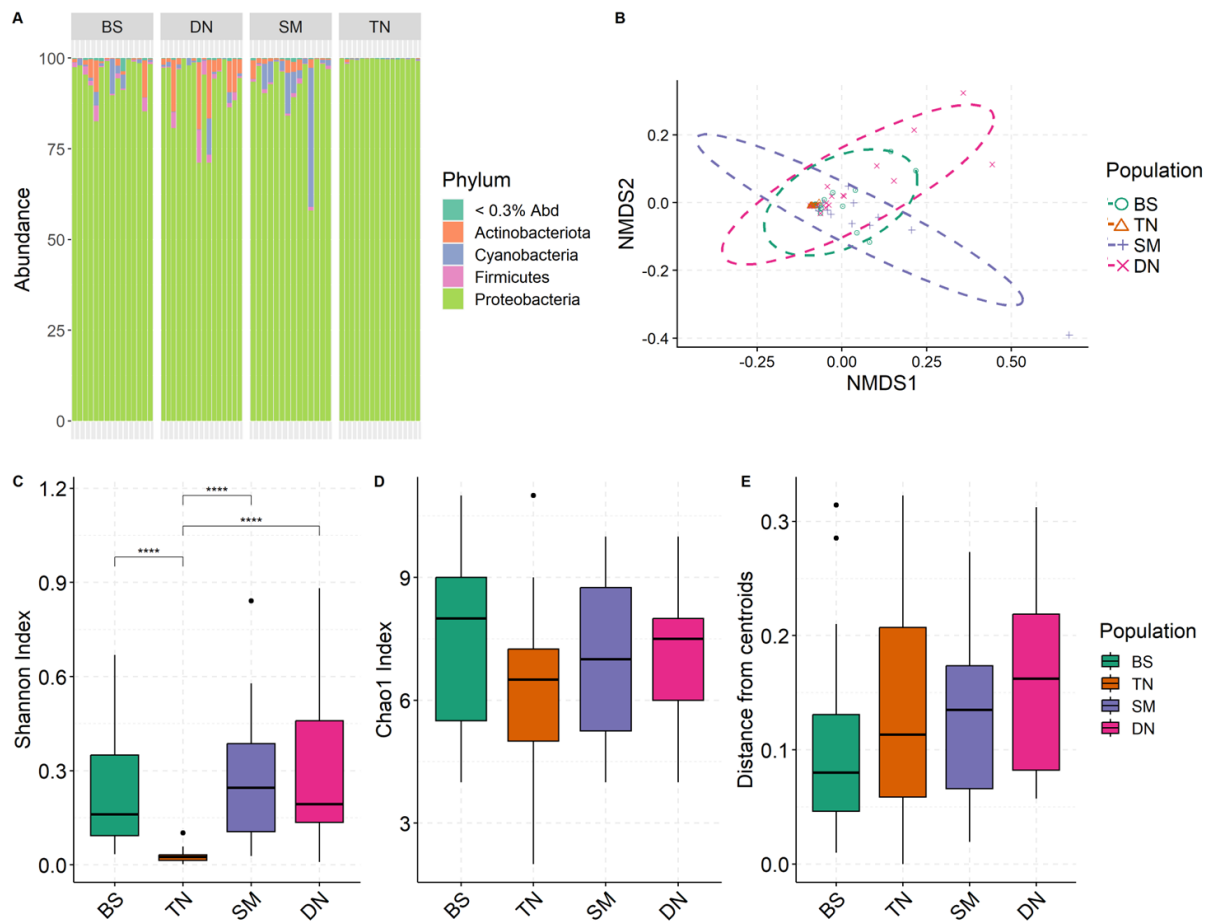 A
BS DN SM TN
100
75
50
25
0
Abundance
Phylum
< 0.3% Abd
Actinobacteriota
Cyanobacteria
Firmicutes
Proteobacteria
B
0.2
0.0
-0.2
-0.4
NMDS2
-0.25 0.00 0.25 0.50
NMDS1
Population
BS
TN
SM
DN
C
1.2
0.9
0.6
0.3
0.0
Shannon Index
****
****
****
BS TN SM DN
D
9
6
3
Chao1 Index
BS TN SM DN
E
0.3
0.2
0.1
0.0
Distance from centroids
BS TN SM DN
Population
BS
TN
SM
DN